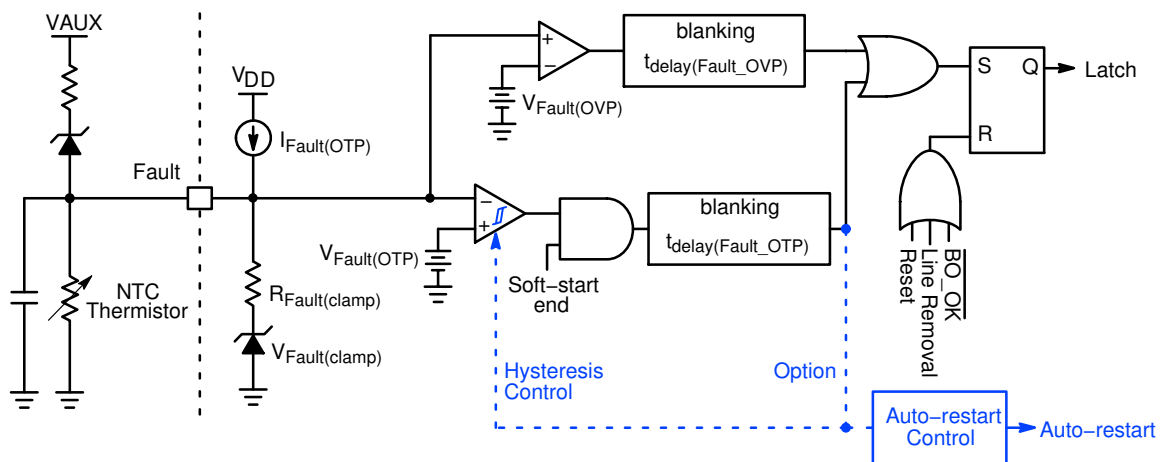 VAUX
VDD
IFault(OTP)
Fault
NTC
Thermistor
RFault(clamp)
VFault(clamp)
+
−
VFault(OVP)
blanking
tdelay(Fault_OVP)
−
+
VFault(OTP)
Soft−start
end
blanking
tdelay(Fault_OTP)
S
Q
R
Latch
Reset
Line Removal
BO_OK
Hysteresis
Control
Option
Auto−restart
Control
Auto−restart